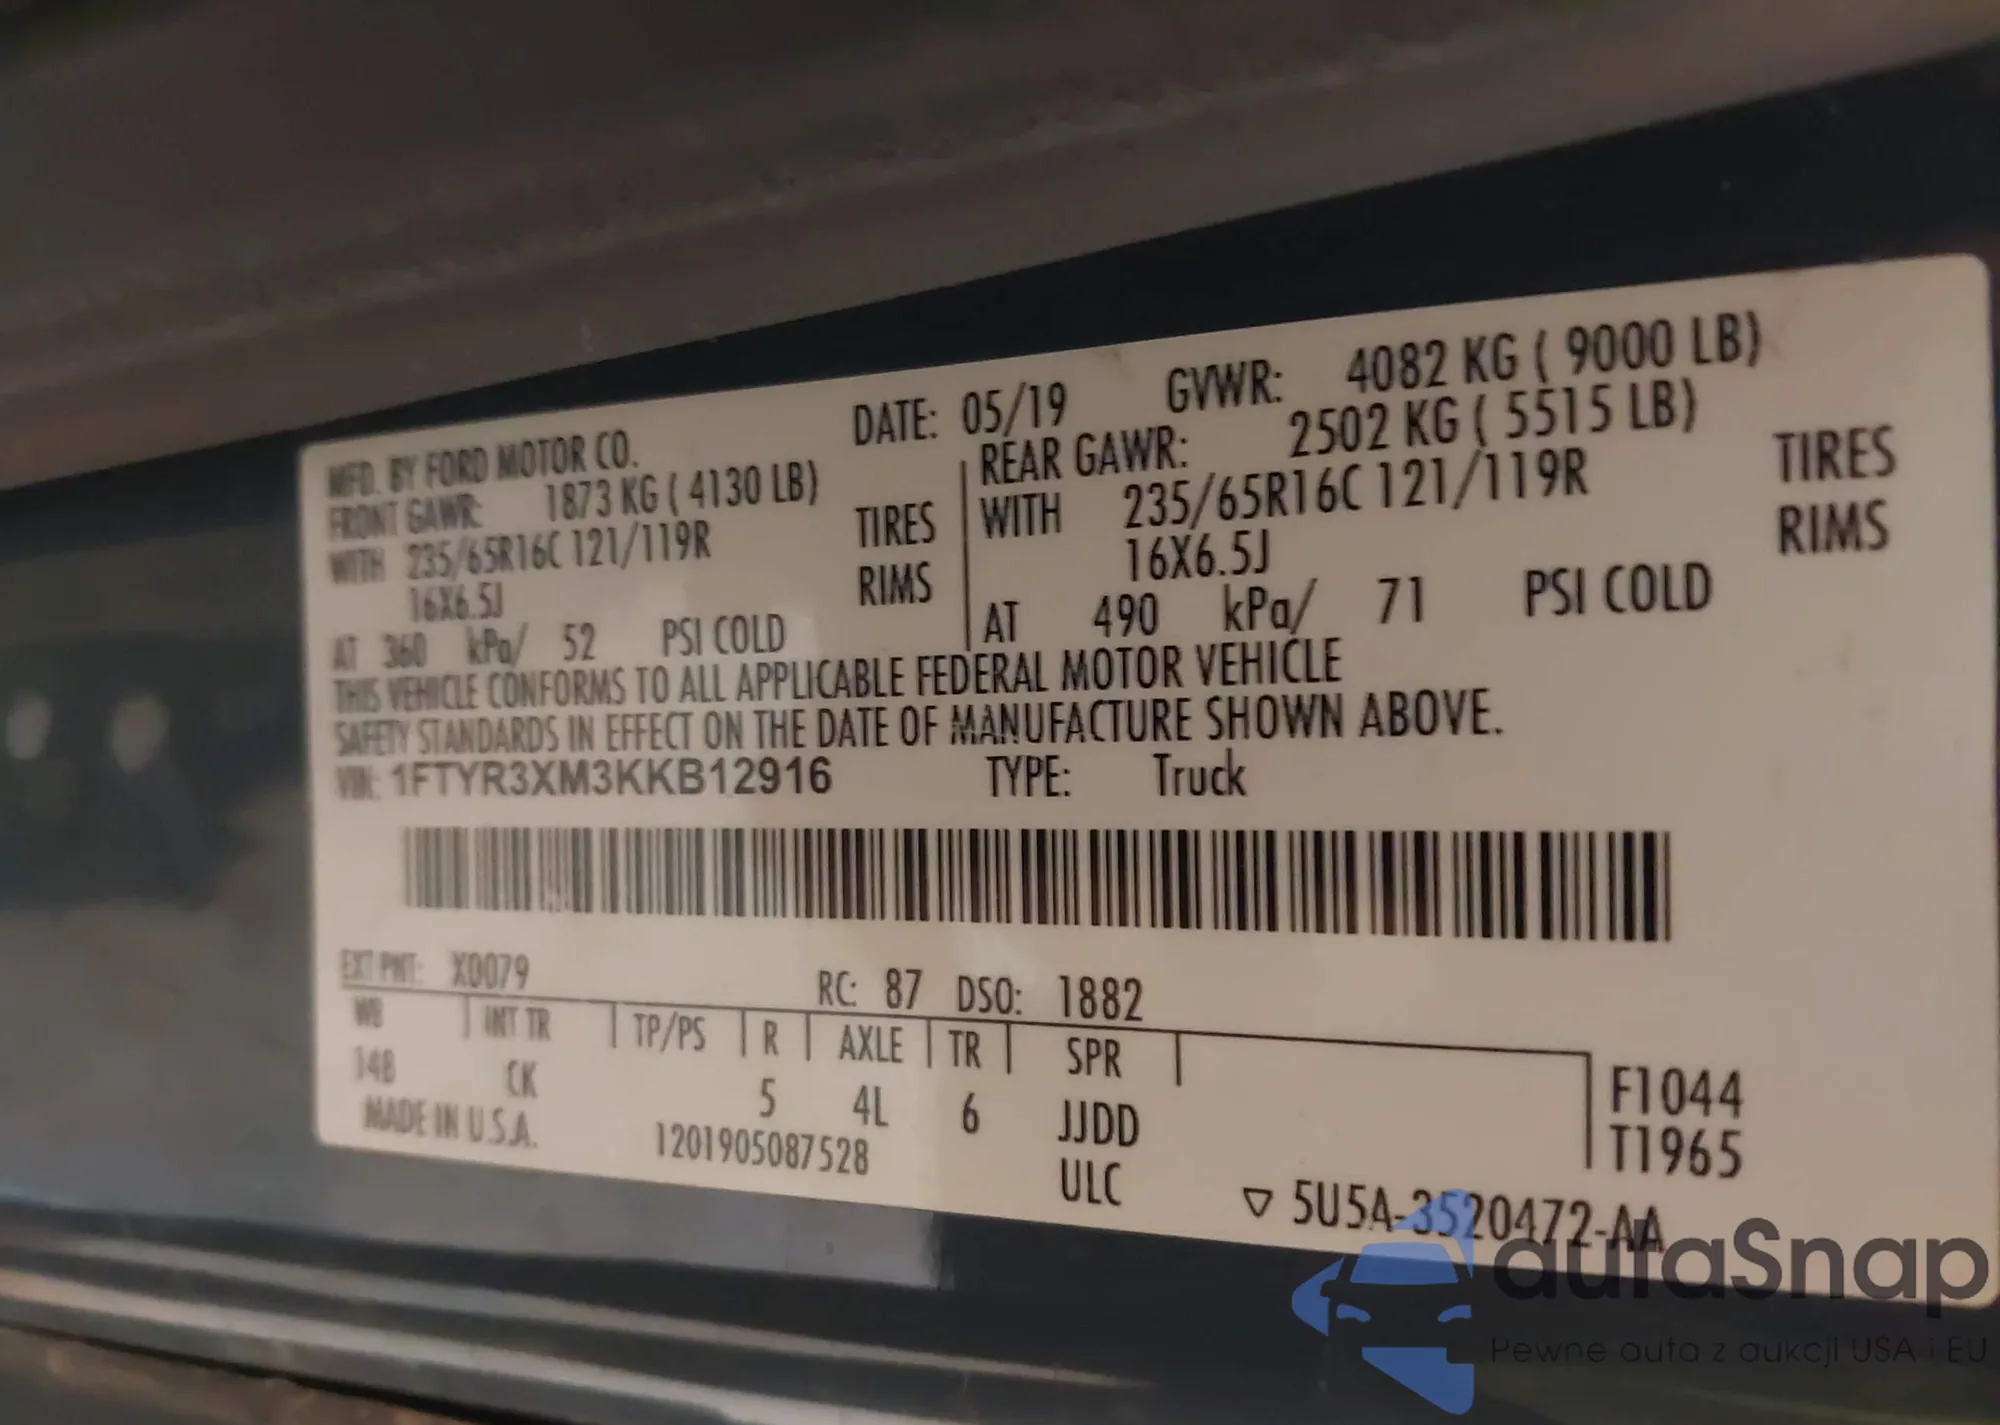 MFD. BY FORD MOTOR CO. DATE: 05/19 GVWR: 4082 KG ( 9000 LB)
FRONT GAWR: 1873 KG ( 4130 LB) REAR GAWR: 2502 KG ( 5515 LB)
WITH 235/65R16C 121/119R TIRES WITH 235/65R16C 121/119R TIRES
16X6.5J RIMS 16X6.5J RIMS
AT 360 kPa/ 52 PSI COLD AT 490 kPa/ 71 PSI COLD
THIS VEHICLE CONFORMS TO ALL APPLICABLE FEDERAL MOTOR VEHICLE
SAFETY STANDARDS IN EFFECT ON THE DATE OF MANUFACTURE SHOWN ABOVE.
VIN: 1FTYR3XM3KKB12916 TYPE: Truck
EXT PNT: X0079 RC: 87 DSO: 1882
WB INT TR TP/PS R AXLE TR SPR
148 CK 5 4L 6 JJDD F1044
MADE IN U.S.A. 1201905087528 ULC T1965
▽ 5U5A-3520472-AA
autaSnap
Pewne auta z aukcji USA i EU